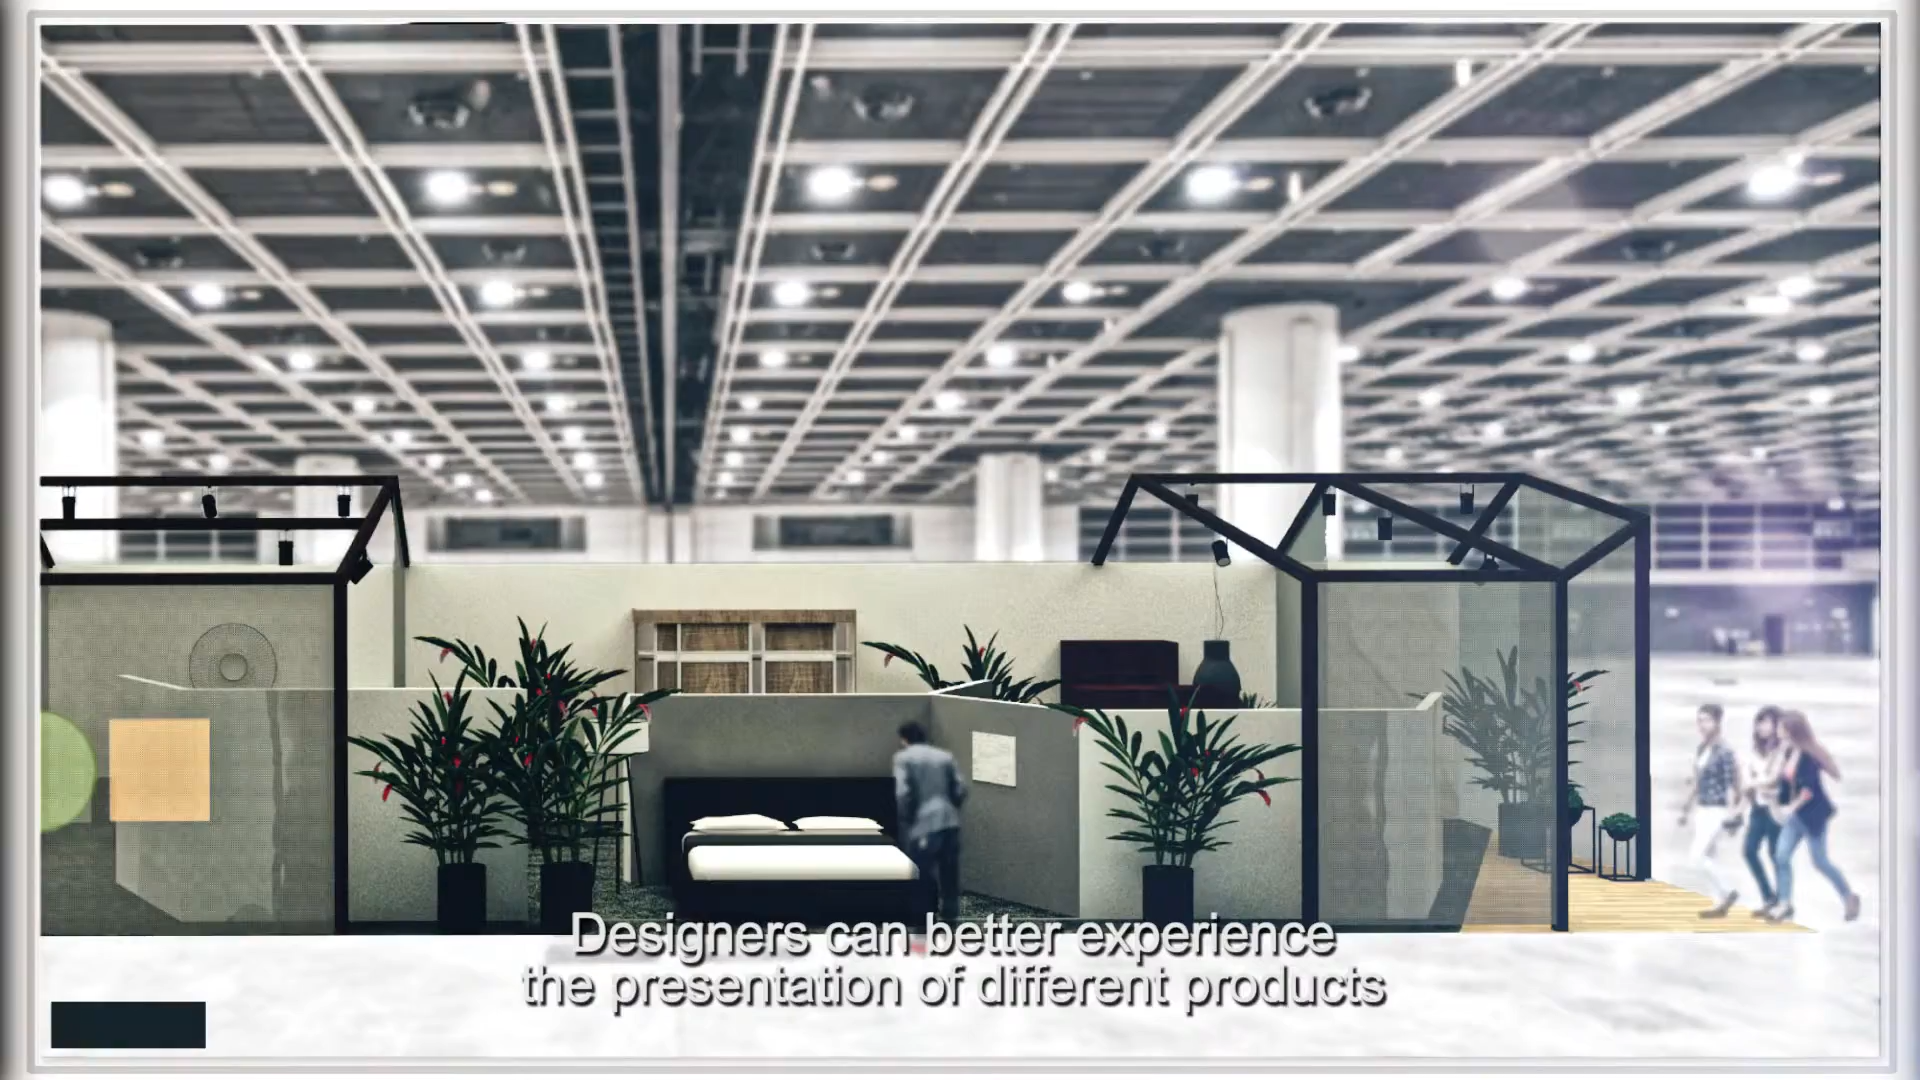 Designers can better experience
the presentation of different products